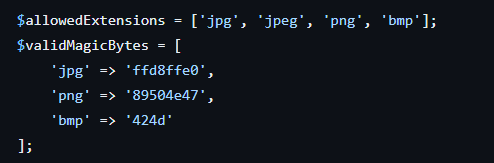 $allowedExtensions = ['jpg', 'jpeg', 'png', 'bmp'];
$validMagicBytes = [
    'jpg' => 'ffd8ffe0',
    'png' => '89504e47',
    'bmp' => '424d'
];